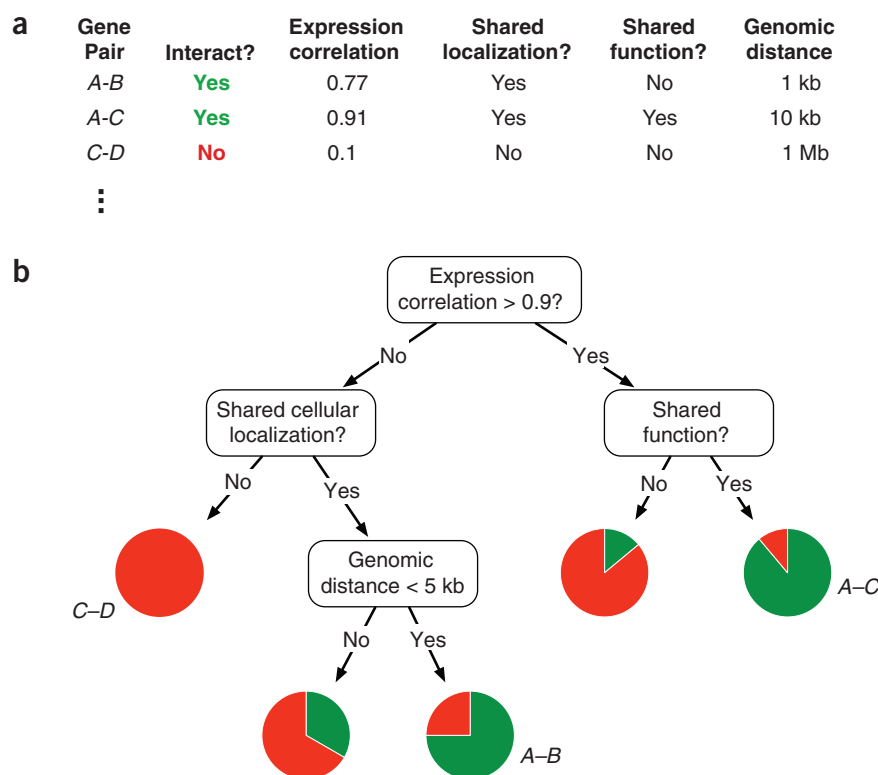 a
Gene Pair Interact? Expression correlation Shared localization? Shared function? Genomic distance
A-B Yes 0.77 Yes No 1 kb
A-C Yes 0.91 Yes Yes 10 kb
C-D No 0.1 No No 1 Mb
⋮
b
Expression
correlation > 0.9?
No Yes
Shared cellular
localization?
Shared
function?
No Yes No Yes
C–D
Genomic
distance < 5 kb
A–C
No Yes
A–B